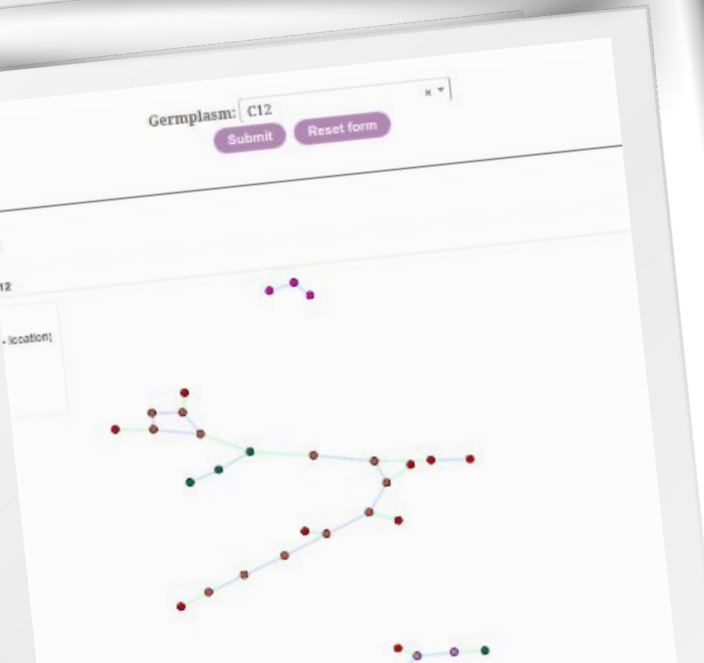 Germplasm: C12 × ▾
Submit Reset form
12
- location)